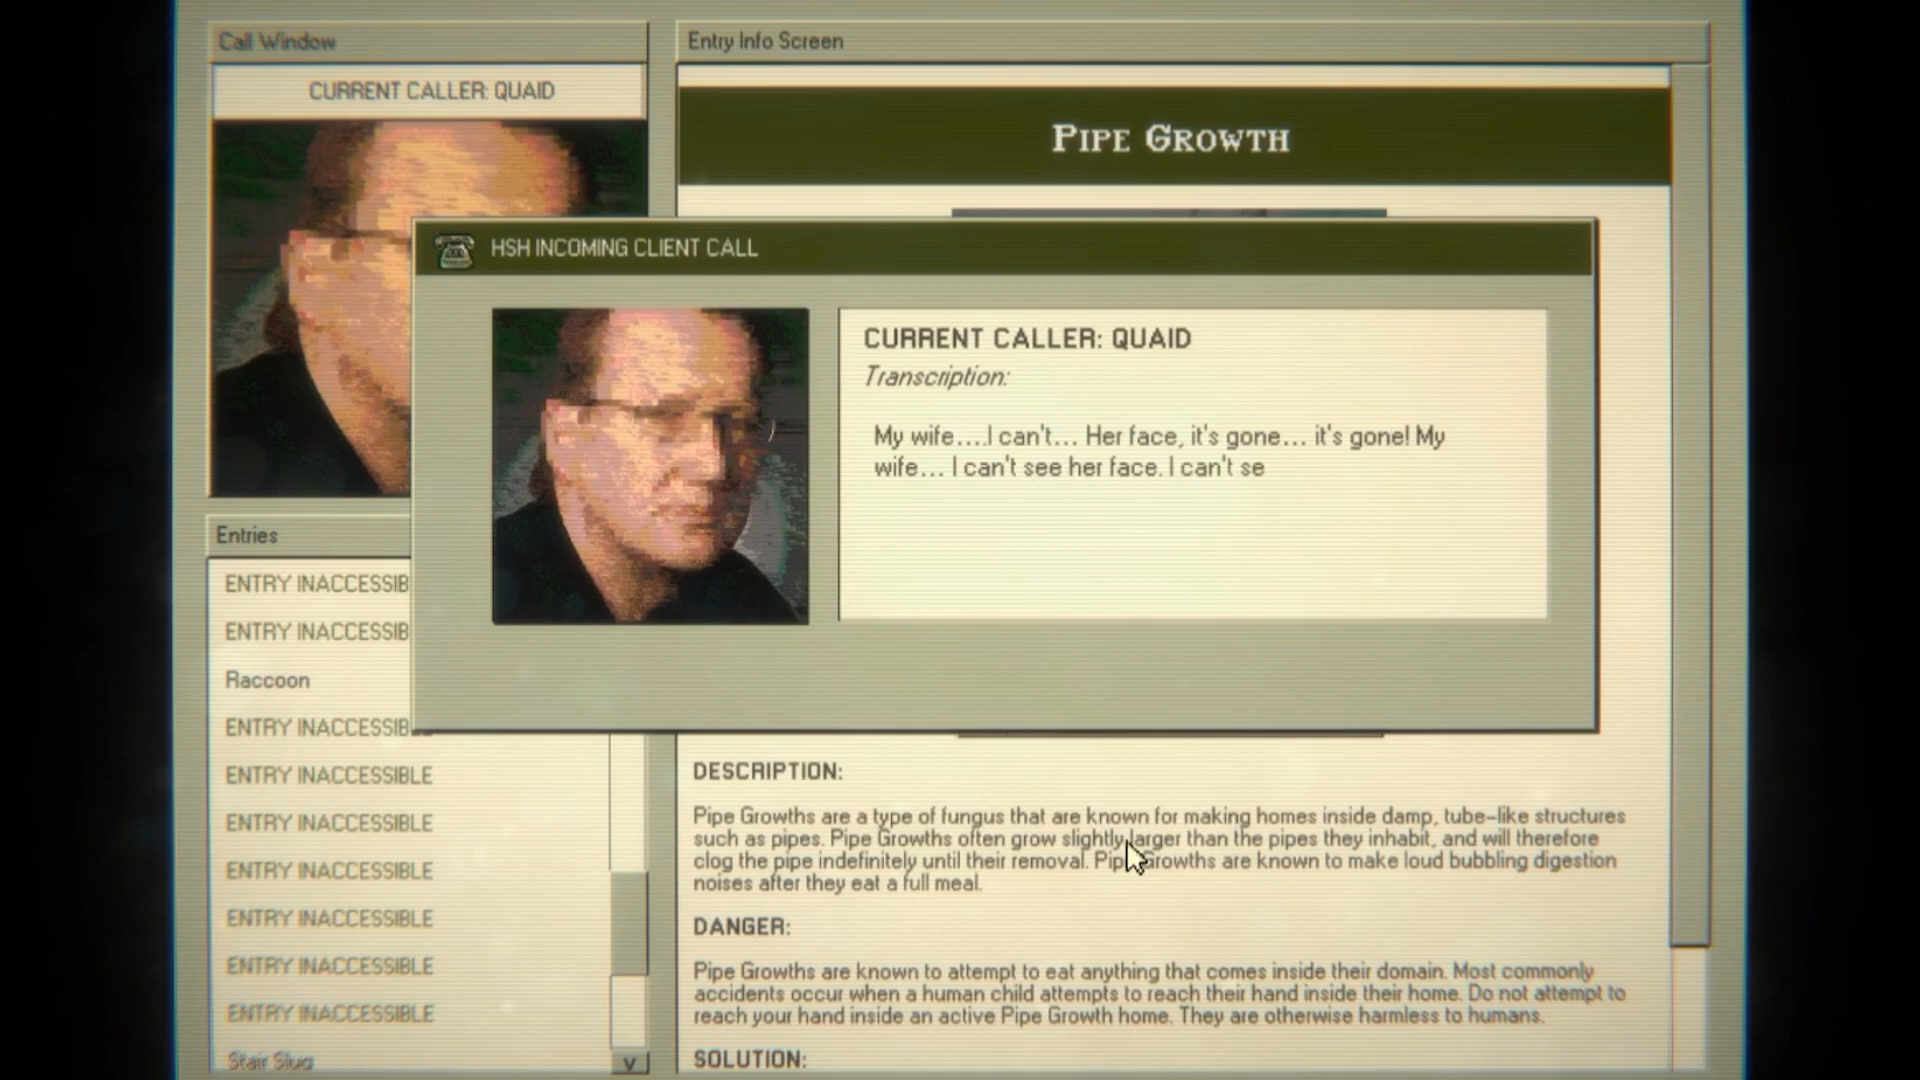 Call Window
CURRENT CALLER: QUAID
Entry Info Screen
PIPE GROWTH
HSH INCOMING CLIENT CALL
CURRENT CALLER: QUAID
Transcription:
My wife....I can't... Her face, it's gone... it's gone! My
wife... I can't see her face. I can't se
Entries
ENTRY INACCESSIB
ENTRY INACCESSIB
Raccoon
ENTRY INACCESSIB
ENTRY INACCESSIBLE
ENTRY INACCESSIBLE
ENTRY INACCESSIBLE
ENTRY INACCESSIBLE
ENTRY INACCESSIBLE
ENTRY INACCESSIBLE
Stair Slug
V
DESCRIPTION:
Pipe Growths are a type of fungus that are known for making homes inside damp, tube-like structures
such as pipes. Pipe Growths often grow slightly larger than the pipes they inhabit, and will therefore
clog the pipe indefinitely until their removal. Pipe Growths are known to make loud bubbling digestion
noises after they eat a full meal.
DANGER:
Pipe Growths are known to attempt to eat anything that comes inside their domain. Most commonly
accidents occur when a human child attempts to reach their hand inside their home. Do not attempt to
reach your hand inside an active Pipe Growth home. They are otherwise harmless to humans.
SOLUTION: